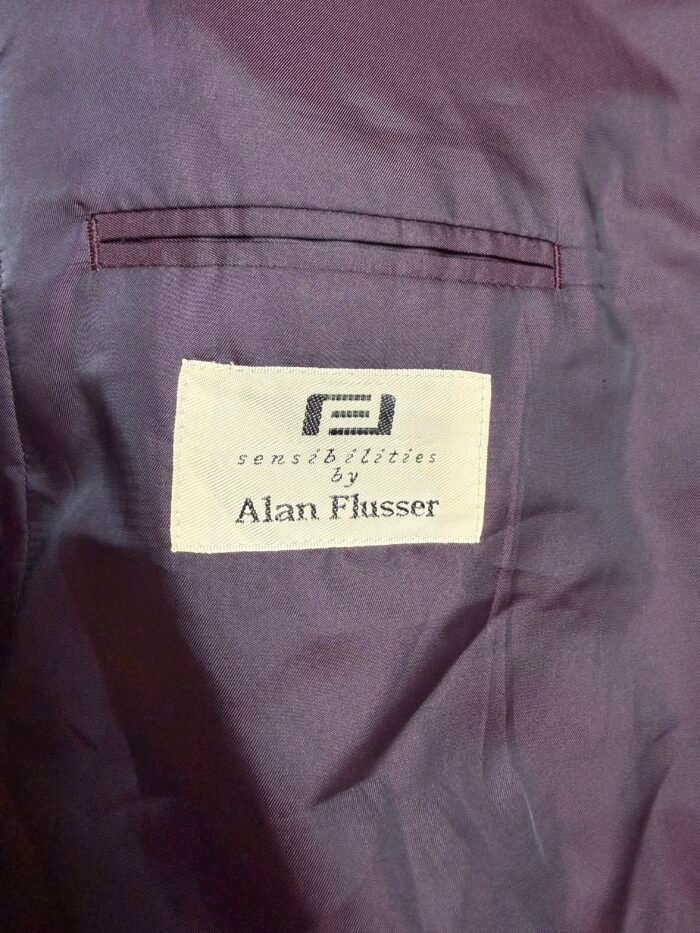 sensibilities
by
Alan Flusser